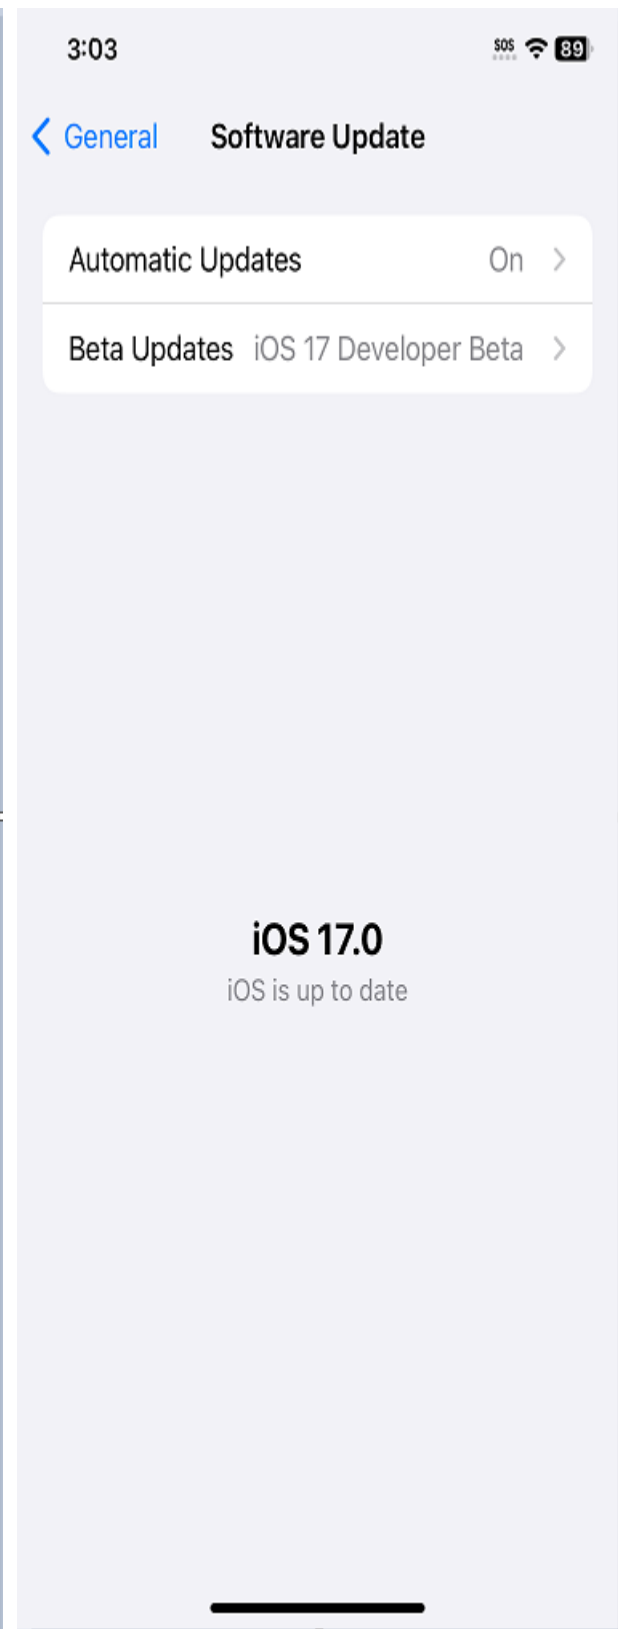 3:03 SOS 89
General Software Update
Automatic Updates On
Beta Updates iOS 17 Developer Beta
iOS 17.0
iOS is up to date